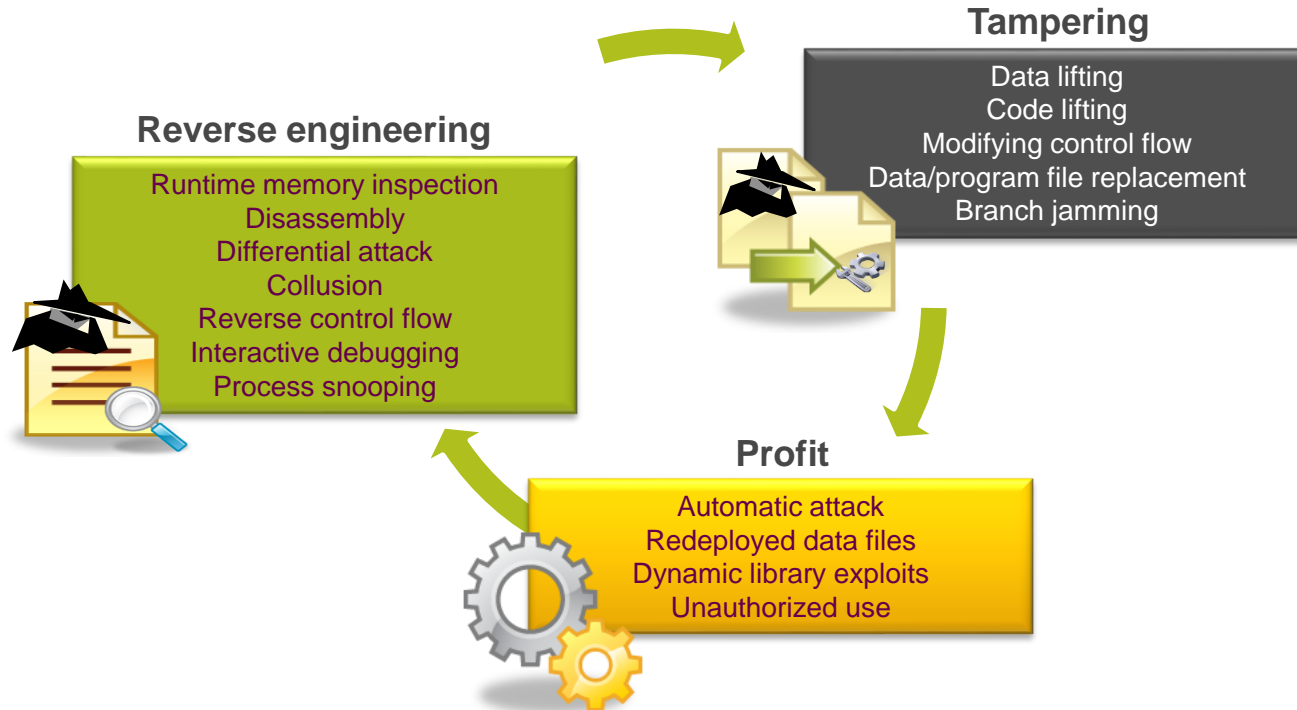 Tampering
Data lifting
Code lifting
Modifying control flow
Data/program file replacement
Branch jamming
Reverse engineering
Runtime memory inspection
Disassembly
Differential attack
Collusion
Reverse control flow
Interactive debugging
Process snooping
Profit
Automatic attack
Redeployed data files
Dynamic library exploits
Unauthorized use